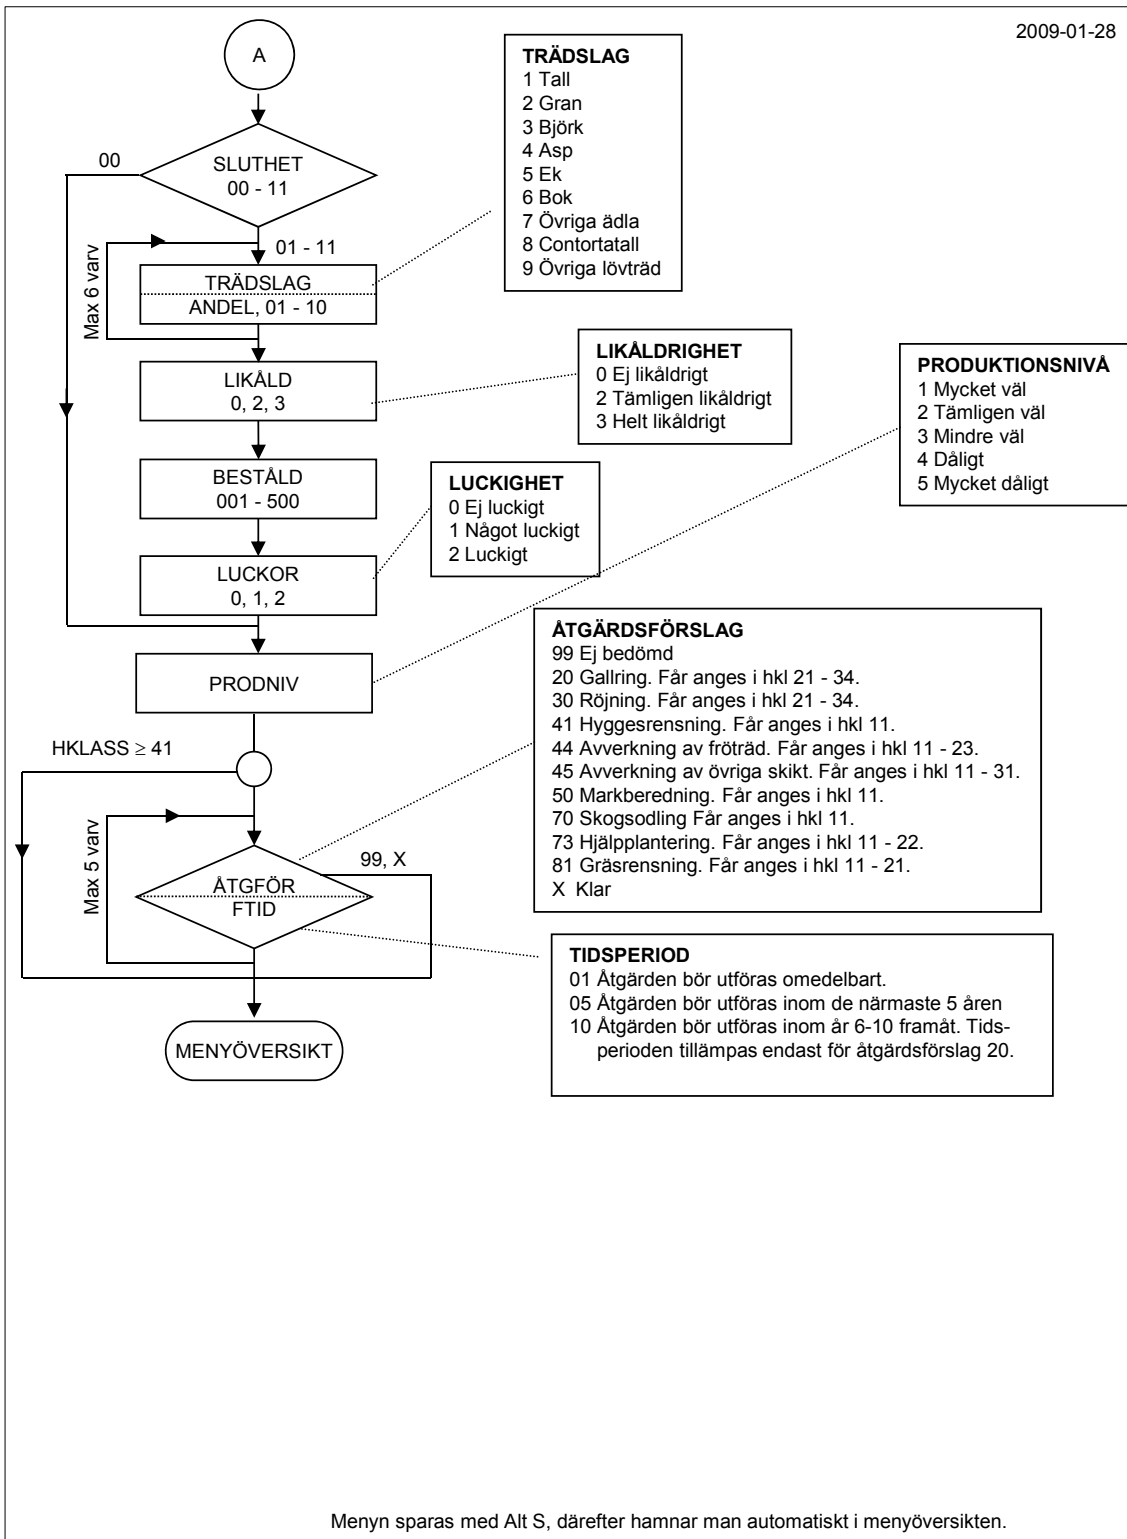 2009-01-28
A
SLUTHET
00 - 11
00
01 - 11
Max 6 varv
TRÄDSLAG
ANDEL, 01 - 10
LIKÅLD
0, 2, 3
BESTÅLD
001 - 500
LUCKOR
0, 1, 2
PRODNIV
HKLASS ≥ 41
Max 5 varv
99, X
ÅTGFÖR
FTID
MENYÖVERSIKT
TRÄDSLAG
1 Tall
2 Gran
3 Björk
4 Asp
5 Ek
6 Bok
7 Övriga ädla
8 Contortatall
9 Övriga lövträd
LIKÅLDRIGHET
0 Ej likåldrigt
2 Tämligen likåldrigt
3 Helt likåldrigt
PRODUKTIONSNIVÅ
1 Mycket väl
2 Tämligen väl
3 Mindre väl
4 Dåligt
5 Mycket dåligt
LUCKIGHET
0 Ej luckigt
1 Något luckigt
2 Luckigt
ÅTGÄRDSFÖRSLAG
99 Ej bedömd
20 Gallring. Får anges i hkl 21 - 34.
30 Röjning. Får anges i hkl 21 - 34.
41 Hyggesrensning. Får anges i hkl 11.
44 Avverkning av fröträd. Får anges i hkl 11 - 23.
45 Avverkning av övriga skikt. Får anges i hkl 11 - 31.
50 Markberedning. Får anges i hkl 11.
70 Skogsodling Får anges i hkl 11.
73 Hjälpplantering. Får anges i hkl 11 - 22.
81 Gräsrensning. Får anges i hkl 11 - 21.
X Klar
TIDSPERIOD
01 Åtgärden bör utföras omedelbart.
05 Åtgärden bör utföras inom de närmaste 5 åren
10 Åtgärden bör utföras inom år 6-10 framåt. Tids-
perioden tillämpas endast för åtgärdsförslag 20.
Menyn sparas med Alt S, därefter hamnar man automatiskt i menyöversikten.